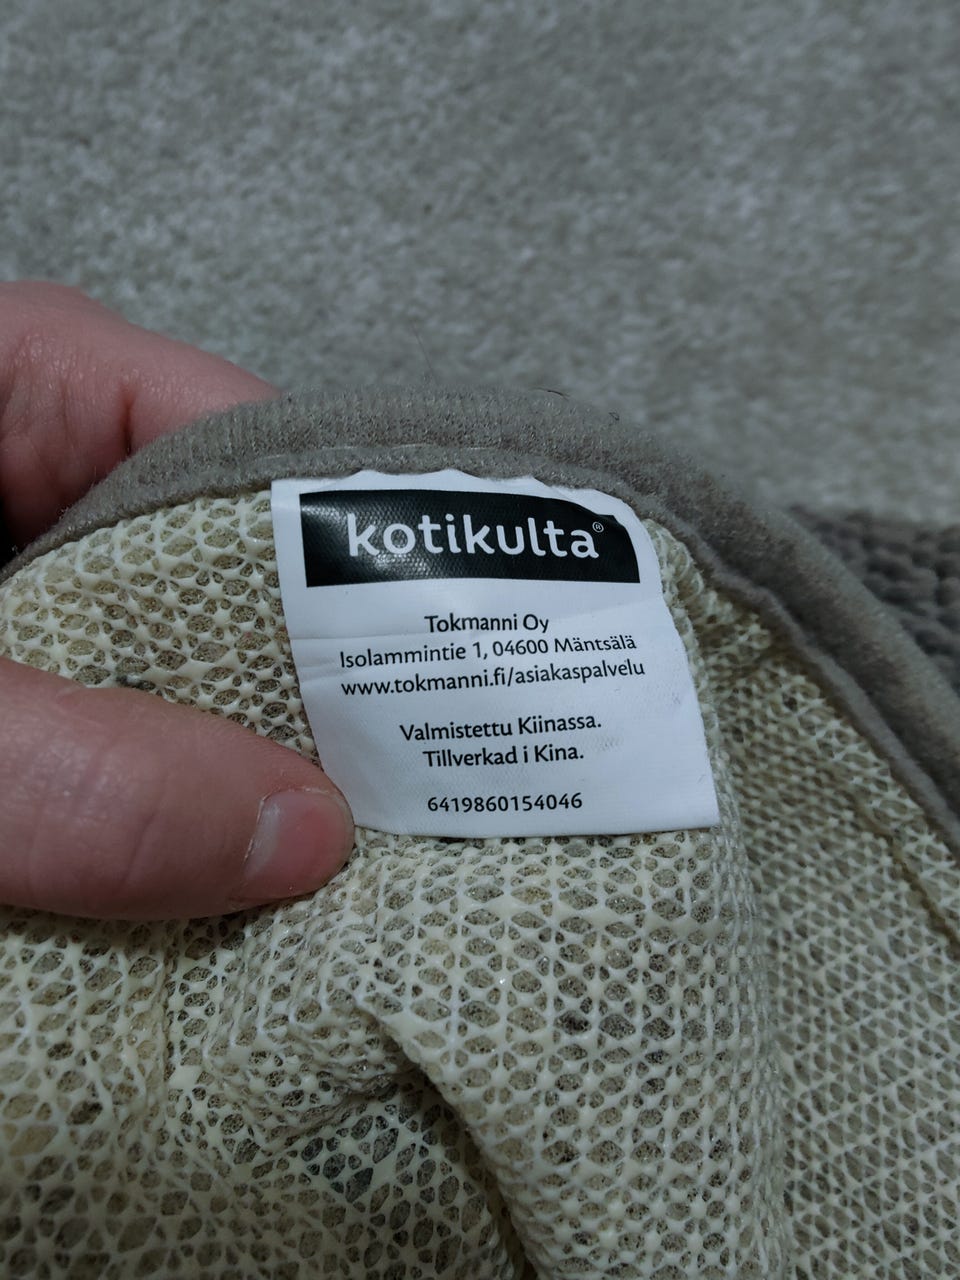 kotikulta®
Tokmanni Oy
Isolammintie 1, 04600 Mäntsälä
www.tokmanni.fi/asiakaspalvelu
Valmistettu Kiinassa.
Tillverkad i Kina.
6419860154046